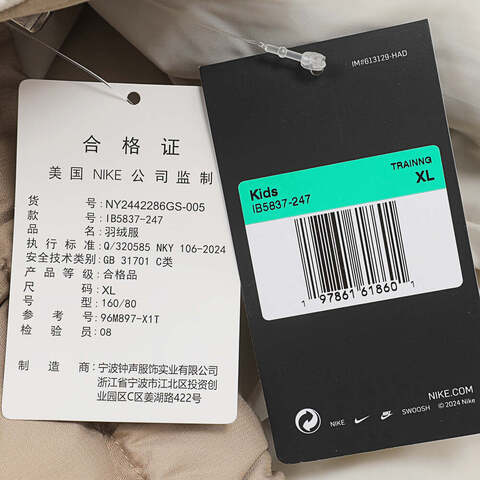 合格证
美国 NIKE 公司监制
货号: NY2442286GS-005
款号: IB5837-247
品名: 羽绒服
执行标准: Q/320585 NKY 106-2024
安全技术类别: GB 31701 C类
产品等级: 合格品
尺码: XL
号型: 160/80
参考号: 96M897-X1T
检验员: 08
制造商: 宁波钟声服饰实业有限公司
浙江省宁波市江北区投资创
业园区C区姜湖路422号
IM#613129-HAD
TRAINNG
Kids XL
IB5837-247
1 97861 61860
NIKE.COM
NIKE SWOOSH © 2024 Nike